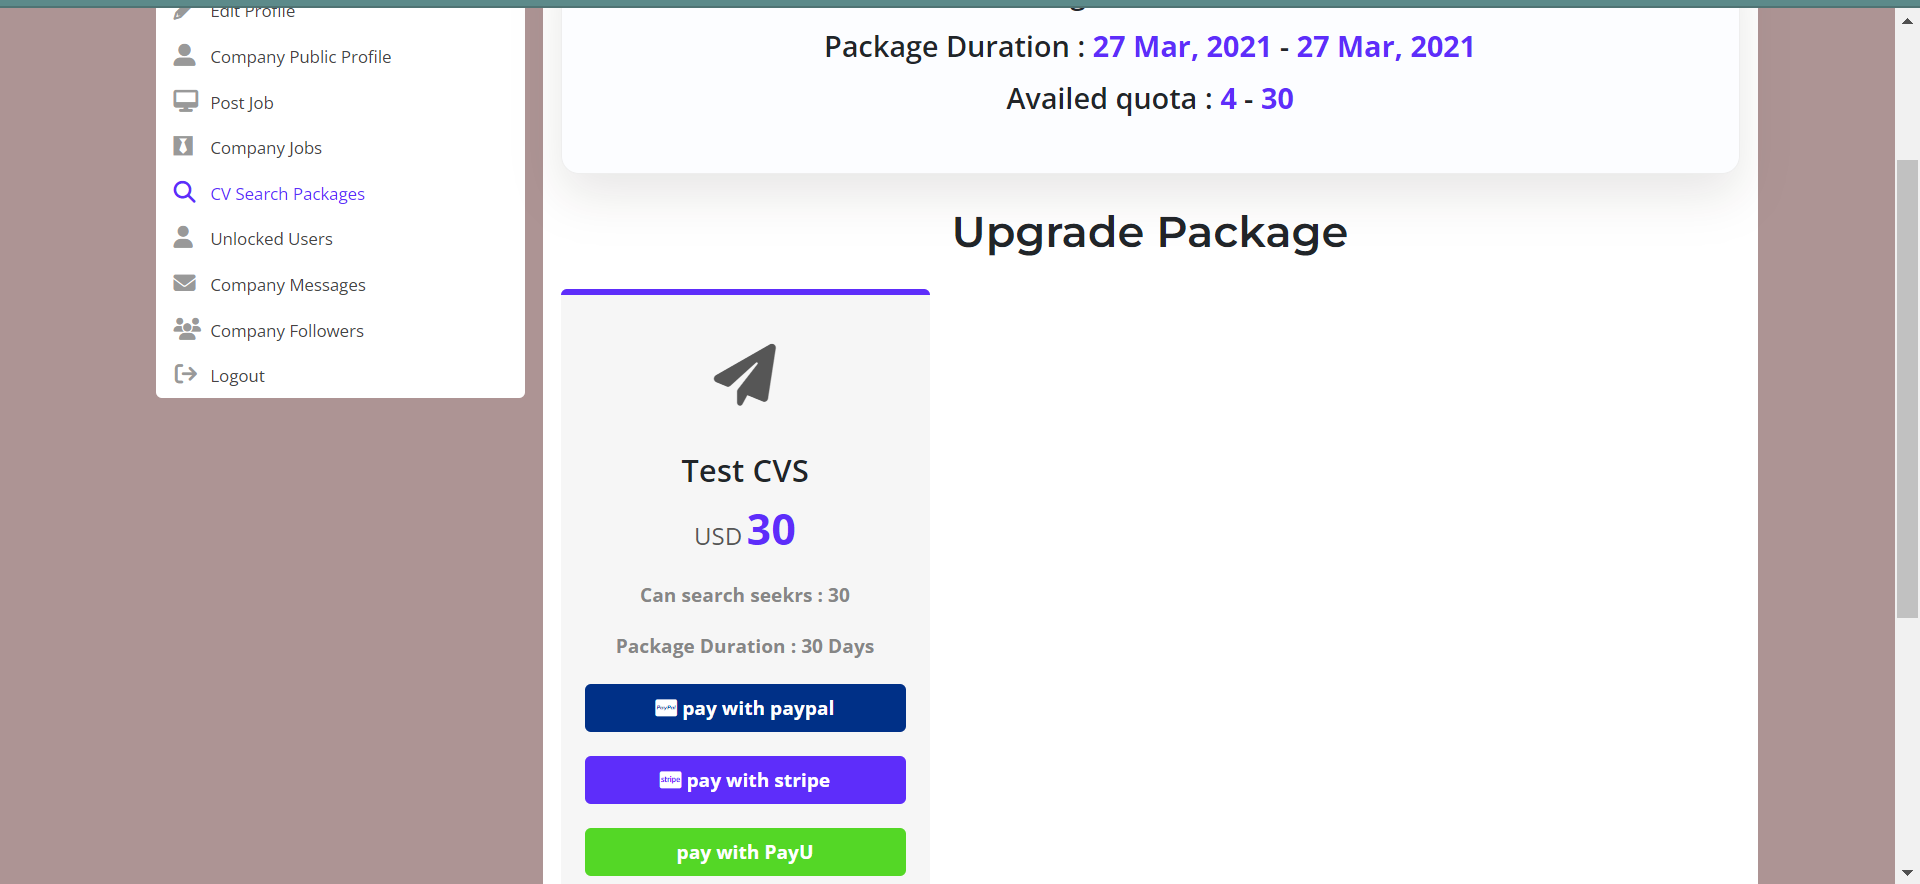 Edit Profile
Company Public Profile
Post Job
Company Jobs
CV Search Packages
Unlocked Users
Company Messages
Company Followers
Logout
Package Duration : 27 Mar, 2021 - 27 Mar, 2021
Availed quota : 4 - 30
Upgrade Package
Test CVS
USD 30
Can search seekrs : 30
Package Duration : 30 Days
PayPal pay with paypal
stripe pay with stripe
pay with PayU